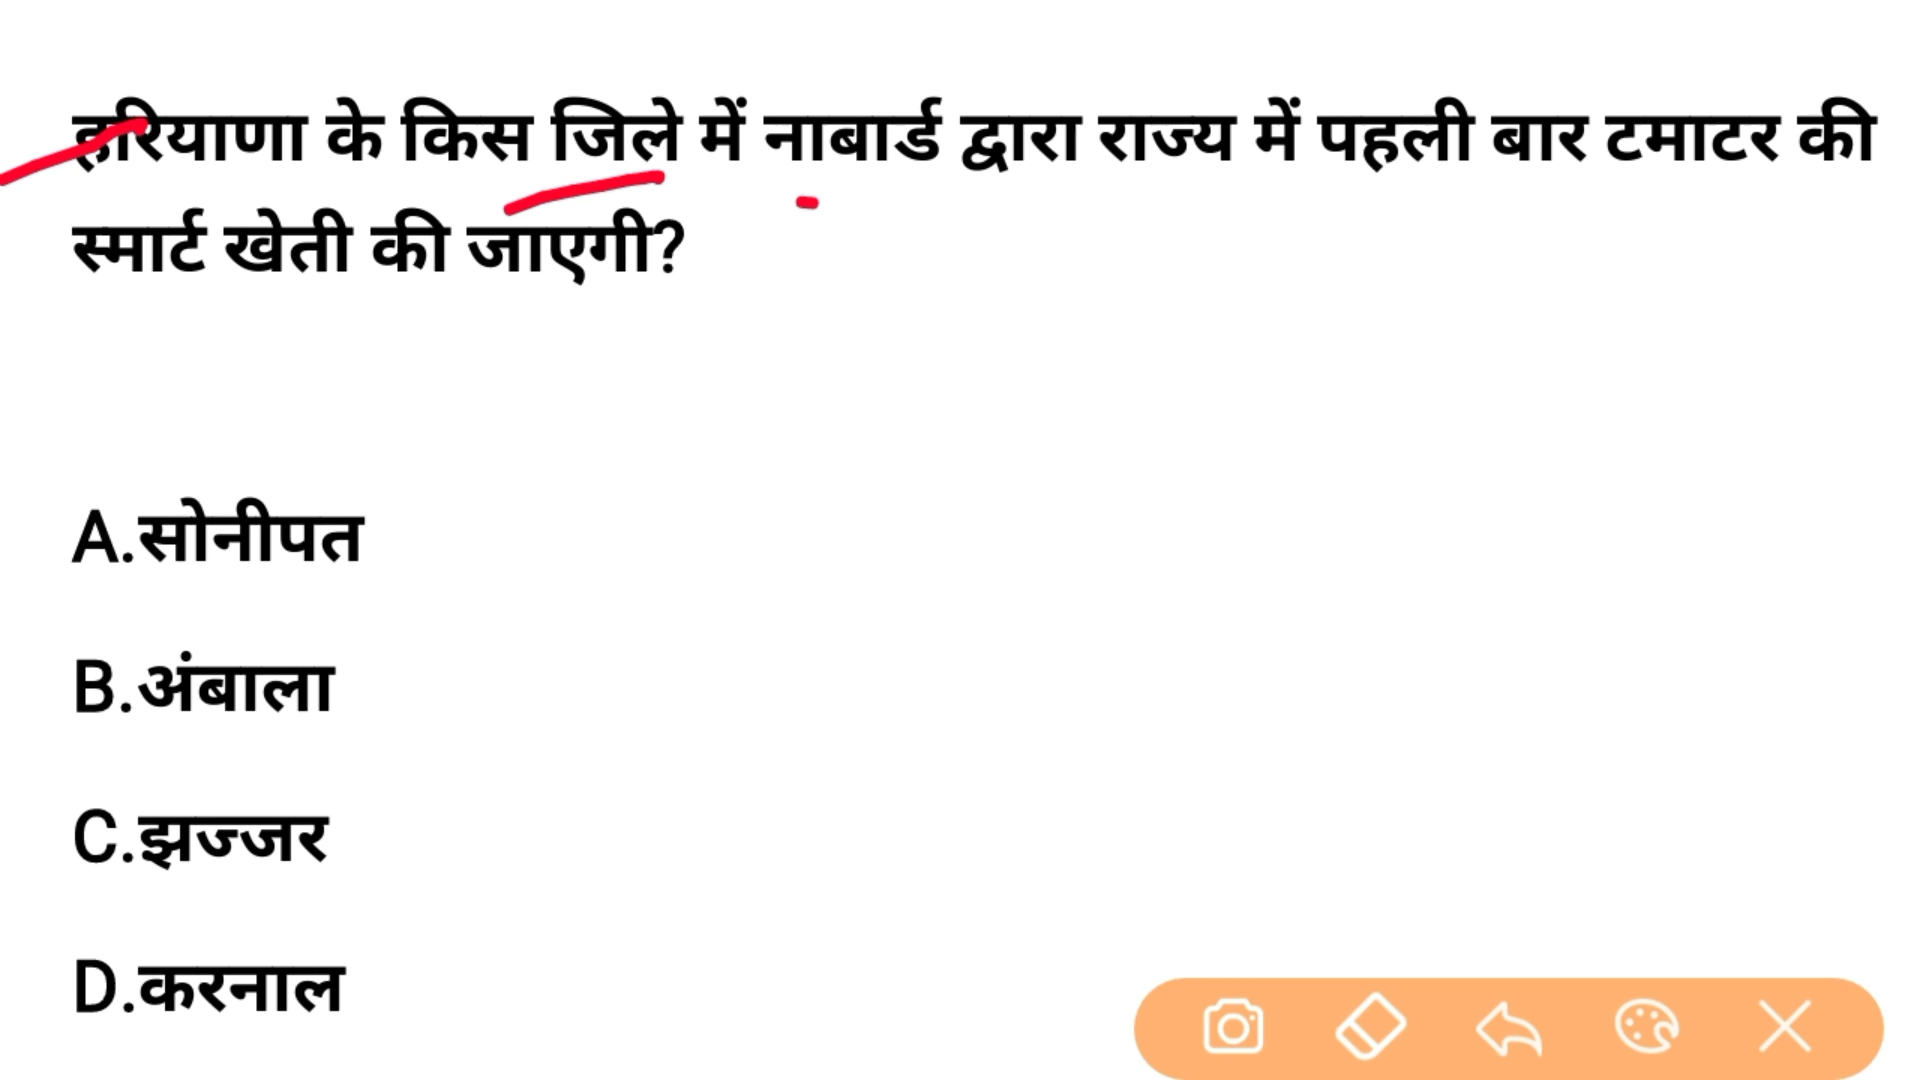 हरियाणा के किस जिले में नाबार्ड द्वारा राज्य में पहली बार टमाटर की
स्मार्ट खेती की जाएगी?
A.सोनीपत
B.अंबाला
C.झज्जर
D.करनाल